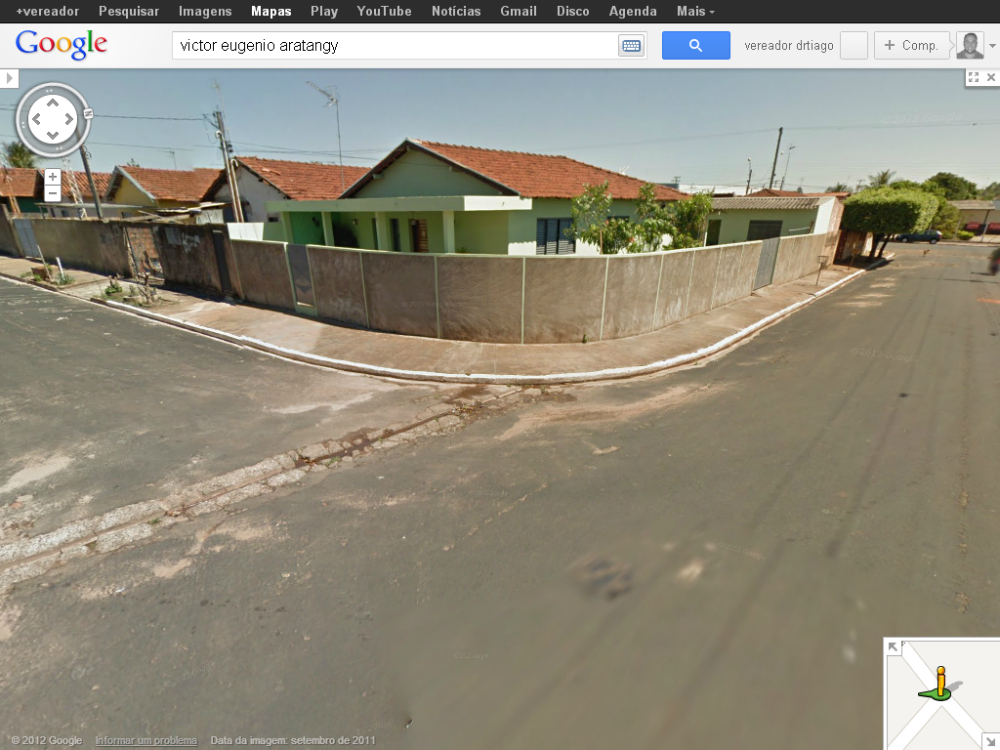 +vereador Pesquisar Imagens Mapas Play YouTube Notícias Gmail Disco Agenda Mais
Google victor eugenio aratangy vereador drtiago + Comp.
© 2012 Google Informar um problema Data da imagem: setembro de 2011